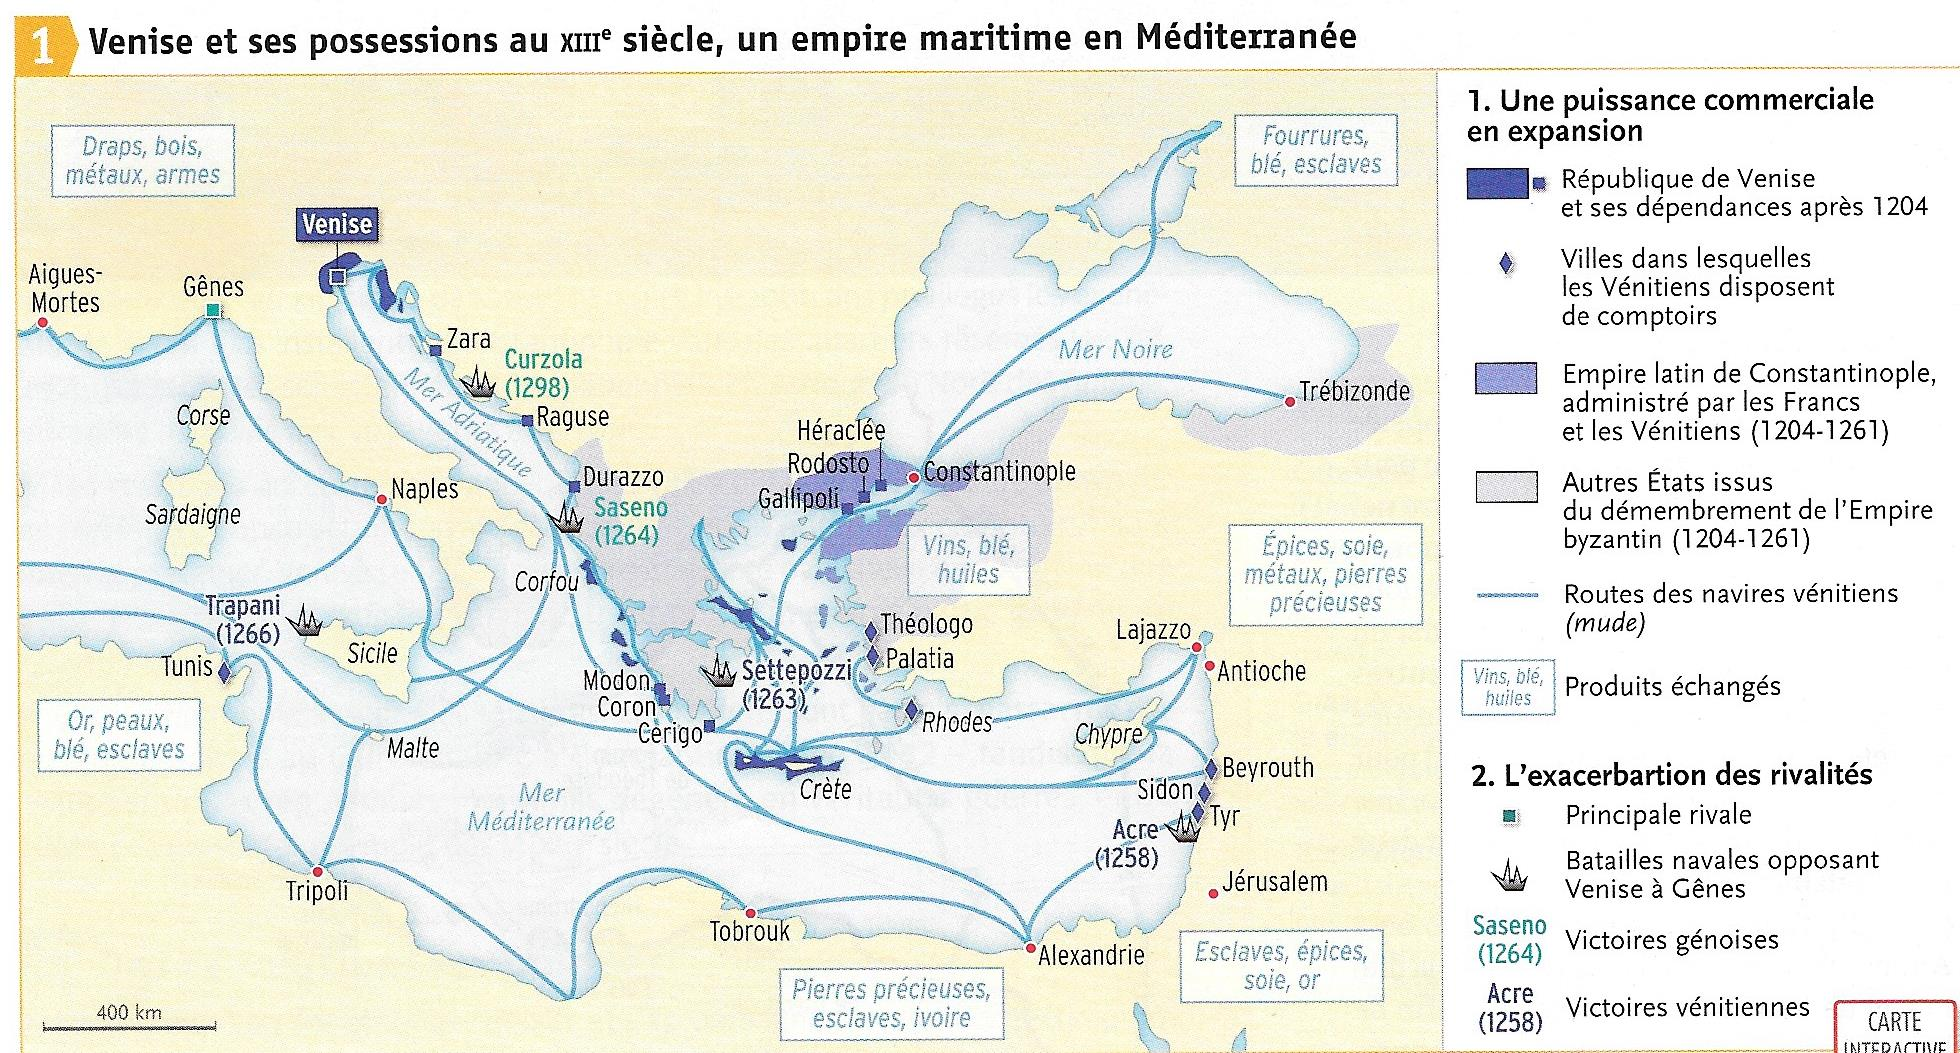 1 Venise et ses possessions au XIIIe siècle, un empire maritime en Méditerranée
Draps, bois,
métaux, armes
Fourrures,
blé, esclaves
Venise
Aigues-
Mortes
Gênes
Zara
Curzola
(1298)
Mer Adriatique
Raguse
Corse
Mer Noire
Trébizonde
Héraclée
Rodosto
Gallipoli
Constantinople
Durazzo
Saseno
(1264)
Naples
Sardaigne
Vins, blé,
huiles
Épices, soie,
métaux, pierres
précieuses
Corfou
Trapani
(1266)
Sicile
Tunis
Théologo
Palatia
Lajazzo
Antioche
Settepozzi
(1263)
Modon
Coron
Cérigo
Rhodes
Chypre
Or, peaux,
blé, esclaves
Malte
Crète
Beyrouth
Sidon
Tyr
Acre
(1258)
Mer
Méditerranée
Tripoli
Jérusalem
Tobrouk
Alexandrie
Esclaves, épices,
soie, or
Pierres précieuses,
esclaves, ivoire
400 km
1. Une puissance commerciale
en expansion
République de Venise
et ses dépendances après 1204
Villes dans lesquelles
les Vénitiens disposent
de comptoirs
Empire latin de Constantinople,
administré par les Francs
et les Vénitiens (1204-1261)
Autres États issus
du démembrement de l'Empire
byzantin (1204-1261)
Routes des navires vénitiens
(mude)
Vins, blé,
huiles
Produits échangés
2. L'exacerbartion des rivalités
Principale rivale
Batailles navales opposant
Venise à Gênes
Saseno
(1264)
Victoires génoises
Acre
(1258)
Victoires vénitiennes
CARTE
INTERACTIVE